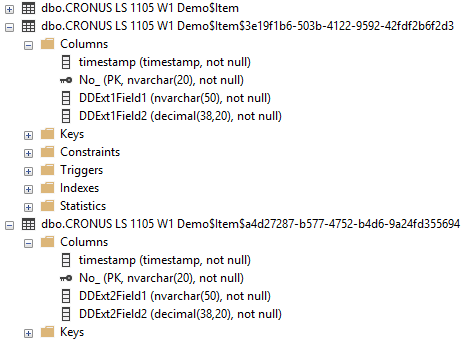 dbo.CRONUS LS 1105 W1 Demo$Item
dbo.CRONUS LS 1105 W1 Demo$Item$3e19f1b6-503b-4122-9592-42fdf2b6f2d3
Columns
timestamp (timestamp, not null)
No_ (PK, nvarchar(20), not null)
DDExt1Field1 (nvarchar(50), not null)
DDExt1Field2 (decimal(38,20), not null)
Keys
Constraints
Triggers
Indexes
Statistics
dbo.CRONUS LS 1105 W1 Demo$Item$a4d27287-b577-4752-b4d6-9a24fd355694
Columns
timestamp (timestamp, not null)
No_ (PK, nvarchar(20), not null)
DDExt2Field1 (nvarchar(50), not null)
DDExt2Field2 (decimal(38,20), not null)
Keys